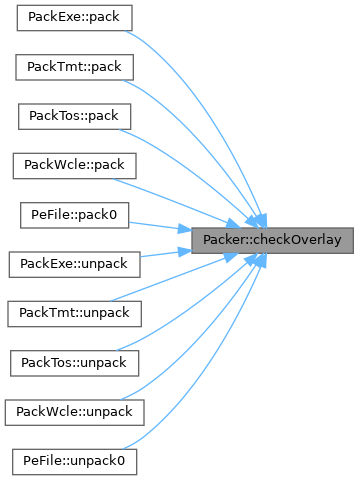 PackExe::pack
PackTmt::pack
PackTos::pack
PackWcle::pack
PeFile::pack0
Packer::checkOverlay
PackExe::unpack
PackTmt::unpack
PackTos::unpack
PackWcle::unpack
PeFile::unpack0